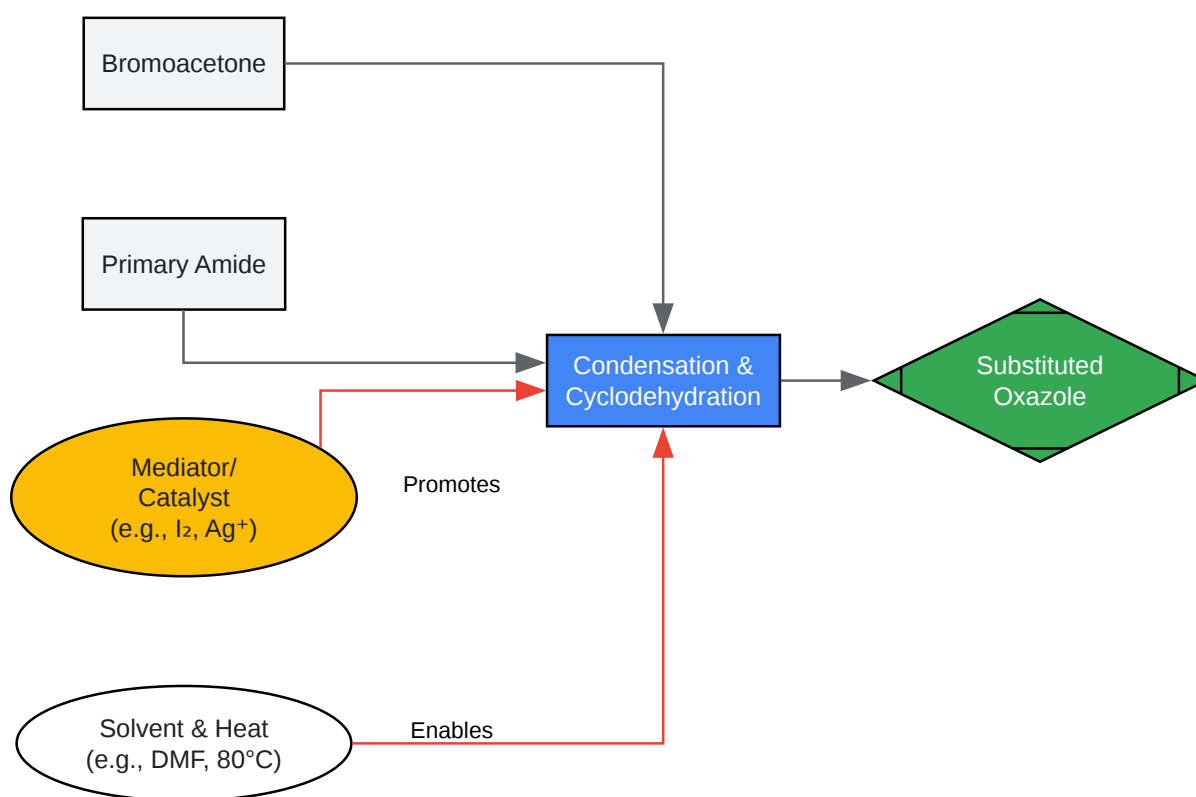 Bromoacetone
Primary Amide
Condensation &
Cyclodehydration
Substituted
Oxazole
Mediator/
Catalyst
(e.g., I₂, Ag⁺)
Promotes
Solvent & Heat
(e.g., DMF, 80°C)
Enables